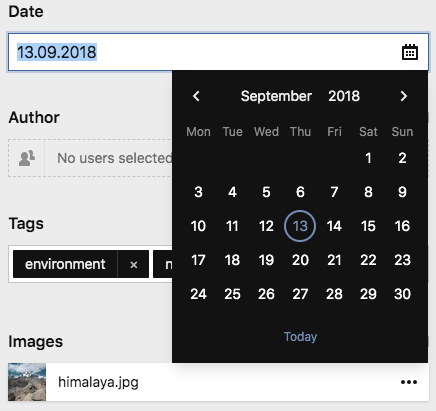 Date
13.09.2018
September 2018
Mon Tue Wed Thu Fri Sat Sun
1 2
3 4 5 6 7 8 9
10 11 12 13 14 15 16
17 18 19 20 21 22 23
24 25 26 27 28 29 30
Today
Author
No users selected
Tags
environment ×
Images
himalaya.jpg